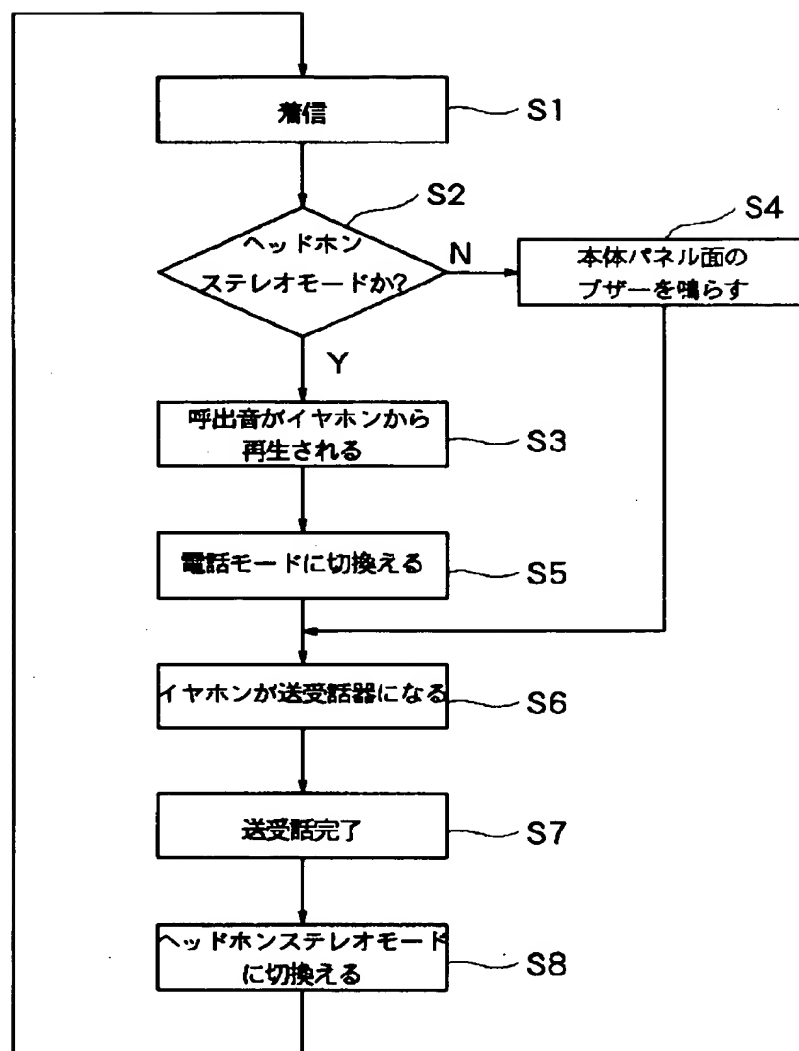 着信
S1
S2
ヘッドホン
ステレオモードか?
N
S4
本体パネル面の
ブザーを鳴らす
Y
呼出音がイヤホンから
再生される
S3
電話モードに切換える
S5
イヤホンが送受話器になる
S6
送受話完了
S7
ヘッドホンステレオモード
に切換える
S8